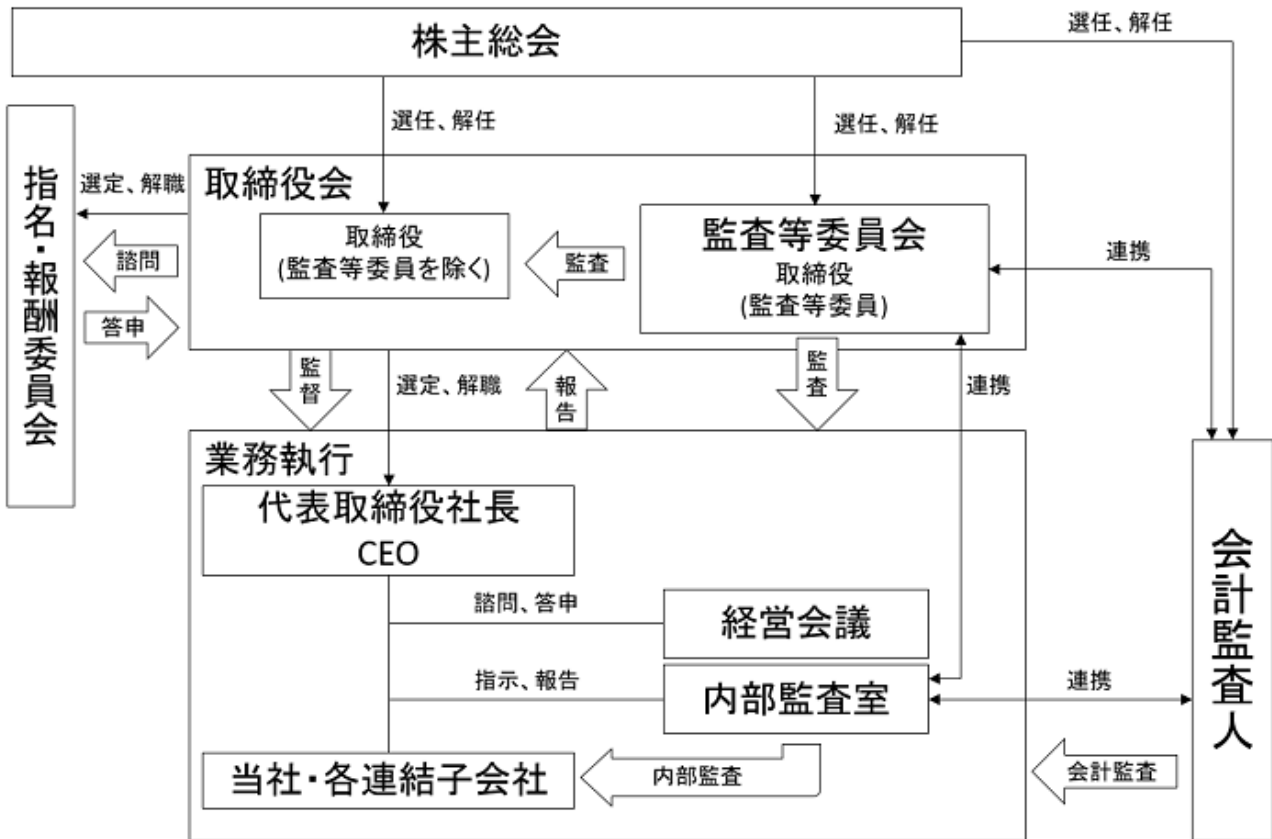 株主総会
選任、解任
選任、解任
選任、解任
指名・報酬委員会
選定、解職
諮問
答申
取締役会
取締役
(監査等委員を除く)
監査
監査等委員会
取締役
(監査等委員)
連携
監督
選定、解職
報告
監査
連携
業務執行
代表取締役社長
CEO
諮問、答申
経営会議
指示、報告
内部監査室
連携
当社・各連結子会社
内部監査
会計監査
会計監査人